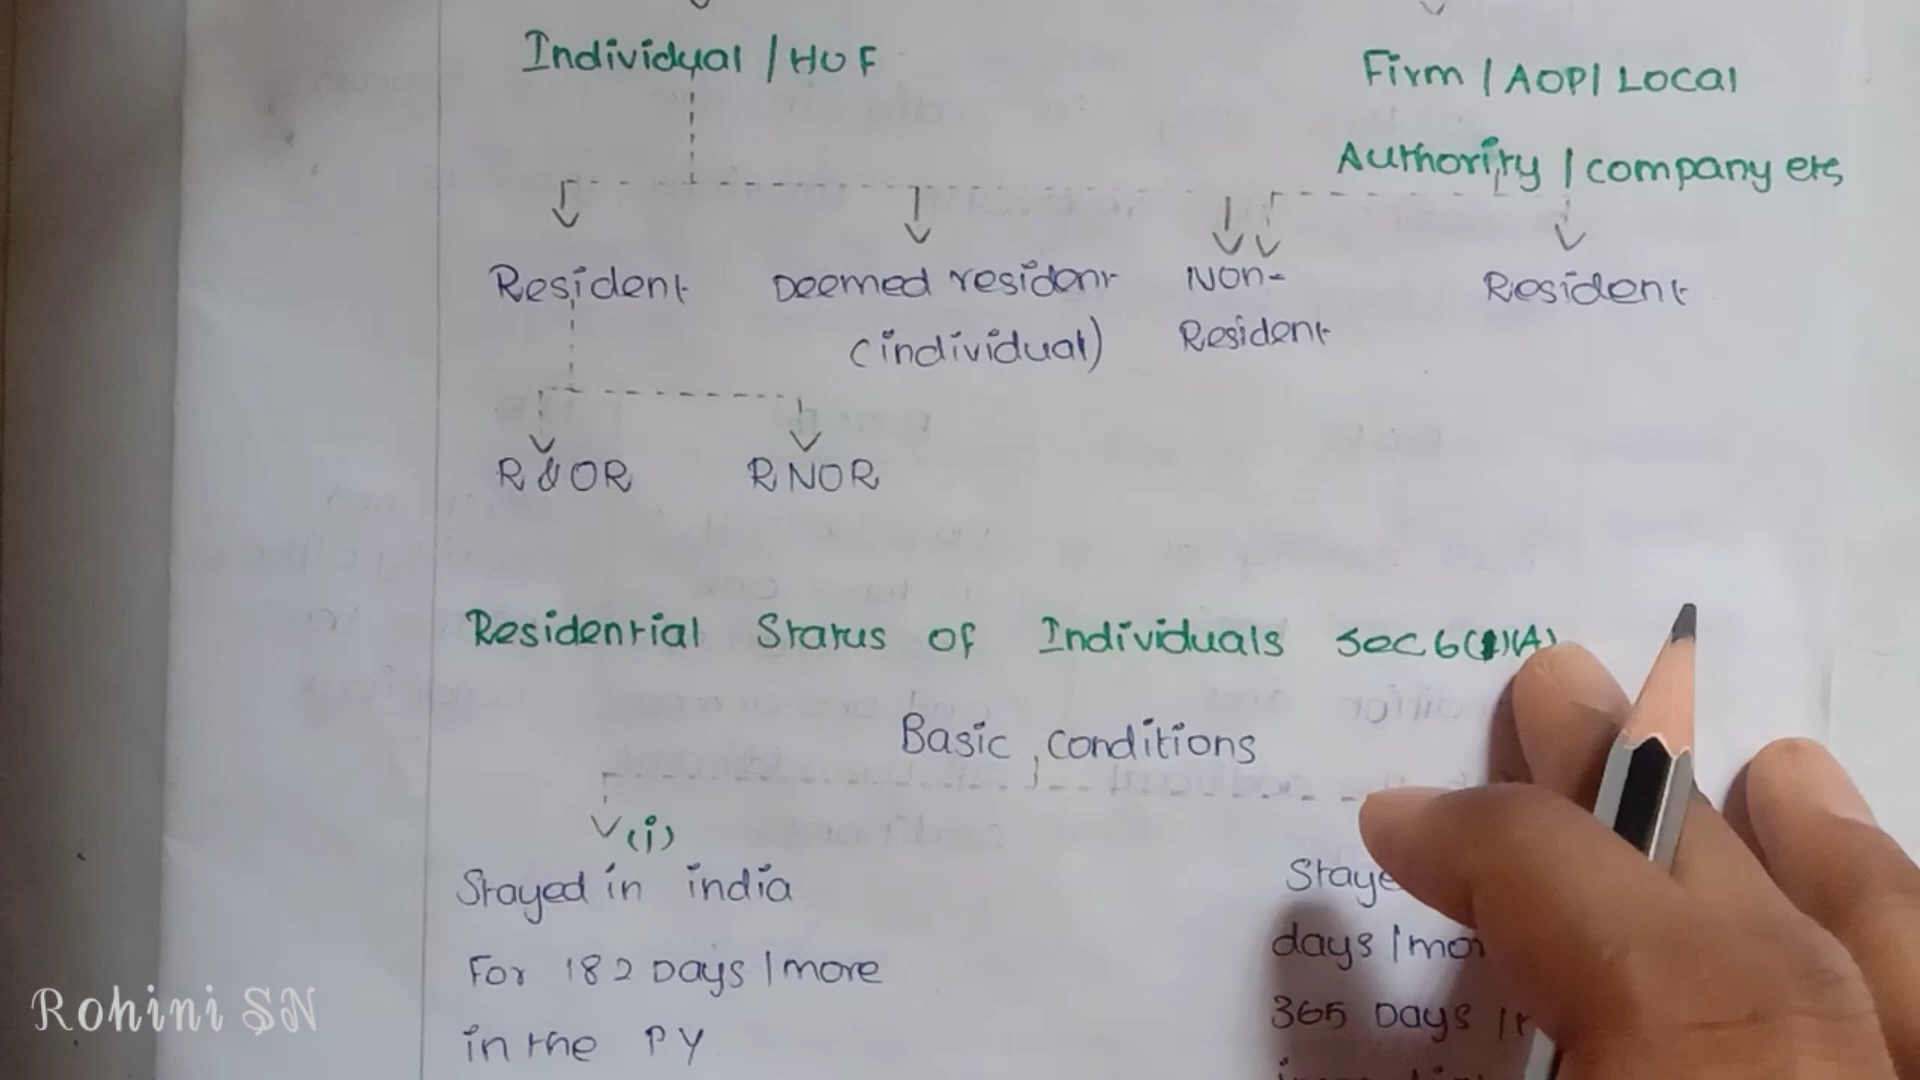 Individual / HUF
Firm / AOP / Local
Authority / company etc
Resident
Deemed resident
(individual)
Non-
Resident
Resident
R & OR
RNOR
Residential Status of Individuals Sec 6(1)(A)
Basic conditions
(i)
Stayed in india
For 182 Days / more
in the PY
days /
365 Days /
Rohini SN